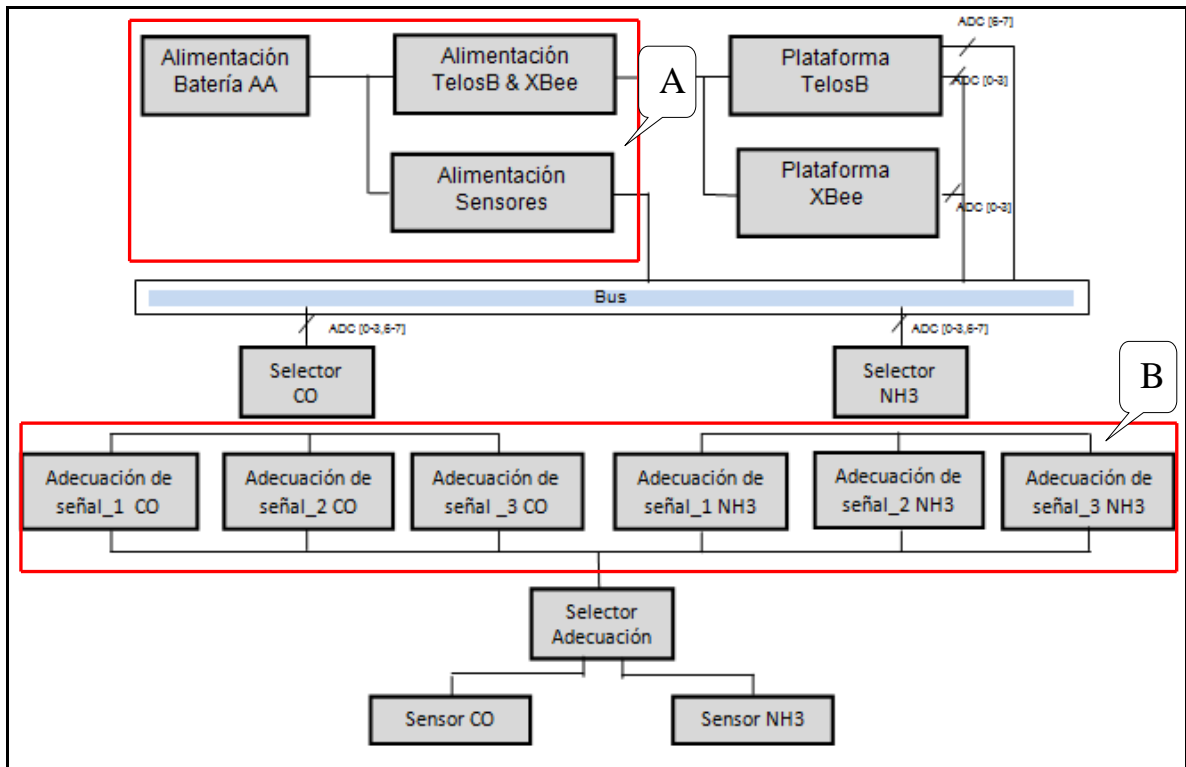 ADC [6-7]
Alimentación
Batería AA
Alimentación
TelosB & XBee
A
Plataforma
TelosB
ADC [0-3]
Alimentación
Sensores
Plataforma
XBee
ADC [0-3]
Bus
ADC [0-3,6-7]
ADC [0-3,6-7]
Selector
CO
Selector
NH3
B
Adecuación de
señal_1 CO
Adecuación de
señal_2 CO
Adecuación de
señal _3 CO
Adecuación de
señal_1 NH3
Adecuación de
señal_2 NH3
Adecuación de
señal_3 NH3
Selector
Adecuación
Sensor CO
Sensor NH3